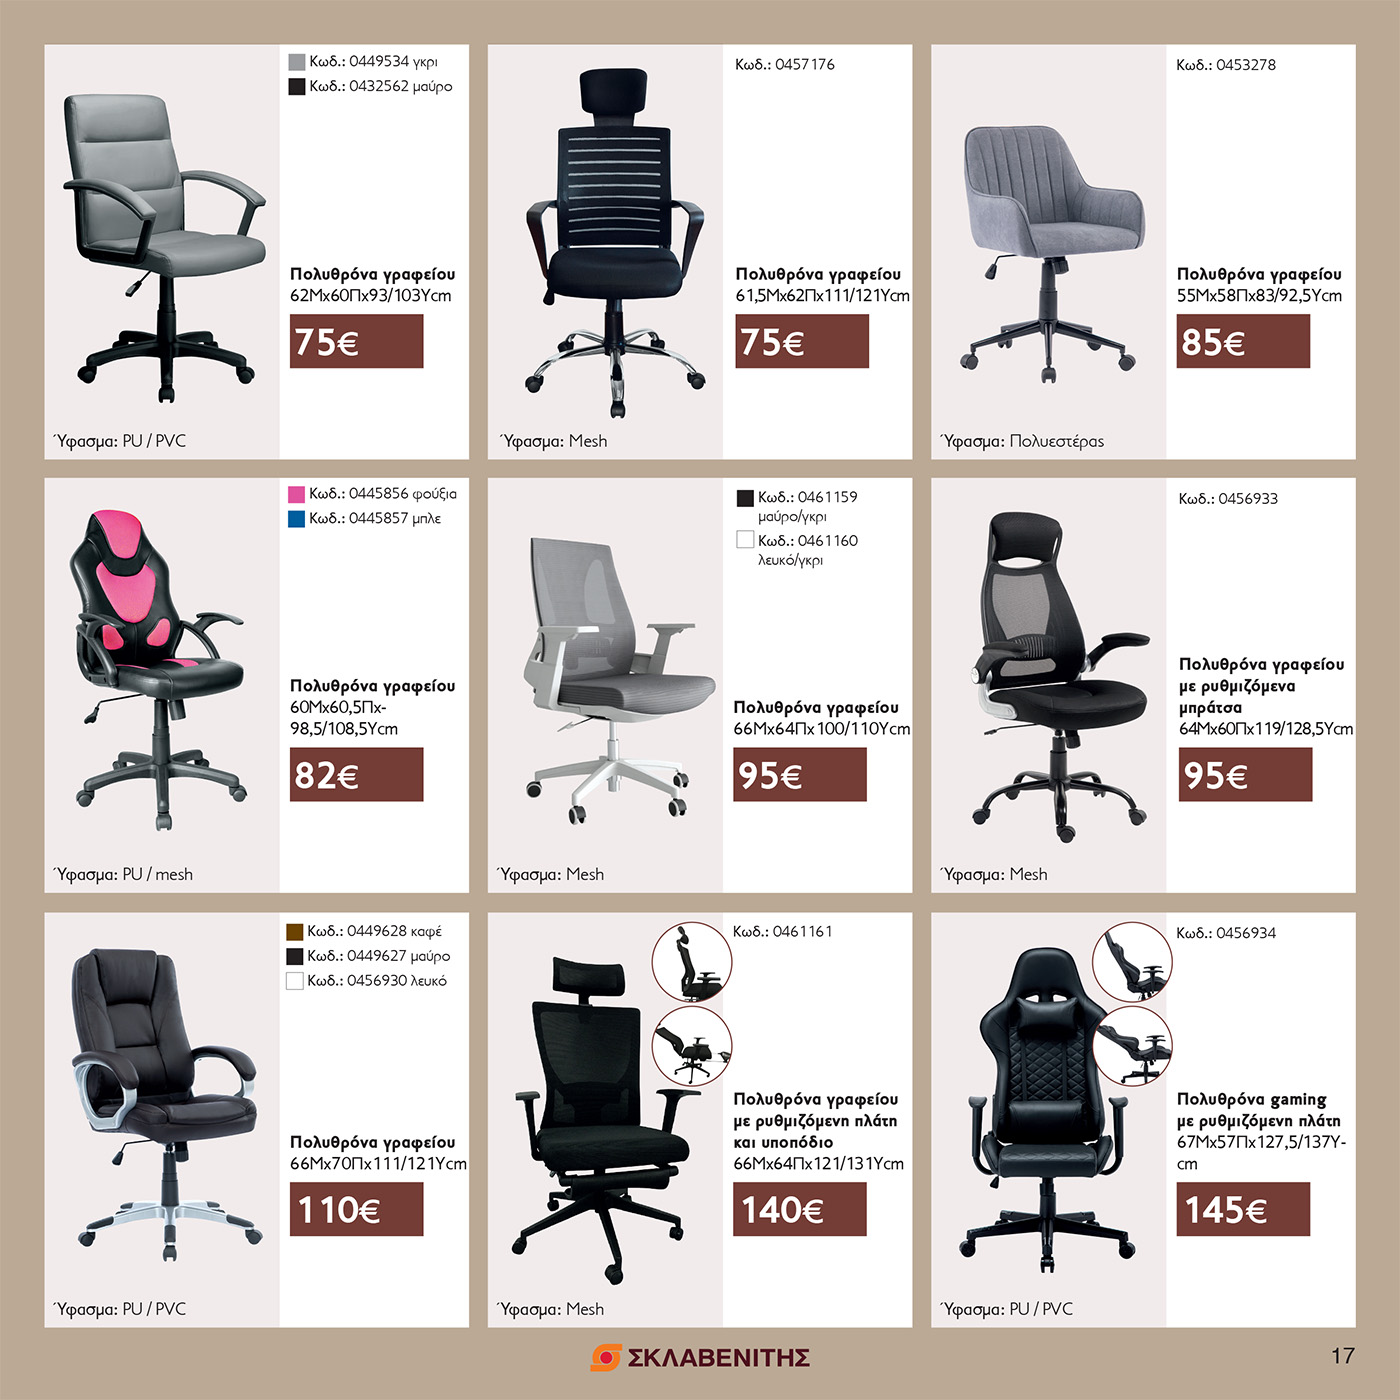 Κωδ.: 0449534 γκρι
Κωδ.: 0432562 μαύρο
Πολυθρόνα γραφείου
62Μx60Πx93/103Υcm
75€
Ύφασμα: PU / PVC
Κωδ.: 0457176
Πολυθρόνα γραφείου
61,5Μx62Πx111/121Υcm
75€
Ύφασμα: Mesh
Κωδ.: 0453278
Πολυθρόνα γραφείου
55Μx58Πx83/92,5Υcm
85€
Ύφασμα: Πολυεστέρας
Κωδ.: 0445856 φούξια
Κωδ.: 0445857 μπλε
Πολυθρόνα γραφείου
60Μx60,5Πx-
98,5/108,5Υcm
82€
Ύφασμα: PU / mesh
Κωδ.: 0461159
μαύρο/γκρι
Κωδ.: 0461160
λευκό/γκρι
Πολυθρόνα γραφείου
66Μx64Πx100/110Υcm
95€
Ύφασμα: Mesh
Κωδ.: 0456933
Πολυθρόνα γραφείου
με ρυθμιζόμενα
μπράτσα
64Μx60Πx119/128,5Υcm
95€
Ύφασμα: Mesh
Κωδ.: 0449628 καφέ
Κωδ.: 0449627 μαύρο
Κωδ.: 0456930 λευκό
Πολυθρόνα γραφείου
66Μx70Πx111/121Υcm
110€
Ύφασμα: PU / PVC
Κωδ.: 0461161
Πολυθρόνα γραφείου
με ρυθμιζόμενη πλάτη
και υποπόδιο
66Μx64Πx121/131Υcm
140€
Ύφασμα: Mesh
Κωδ.: 0456934
Πολυθρόνα gaming
με ρυθμιζόμενη πλάτη
67Μx57Πx127,5/137Υ-
cm
145€
Ύφασμα: PU / PVC
ΣΚΛΑΒΕΝΙΤΗΣ
17